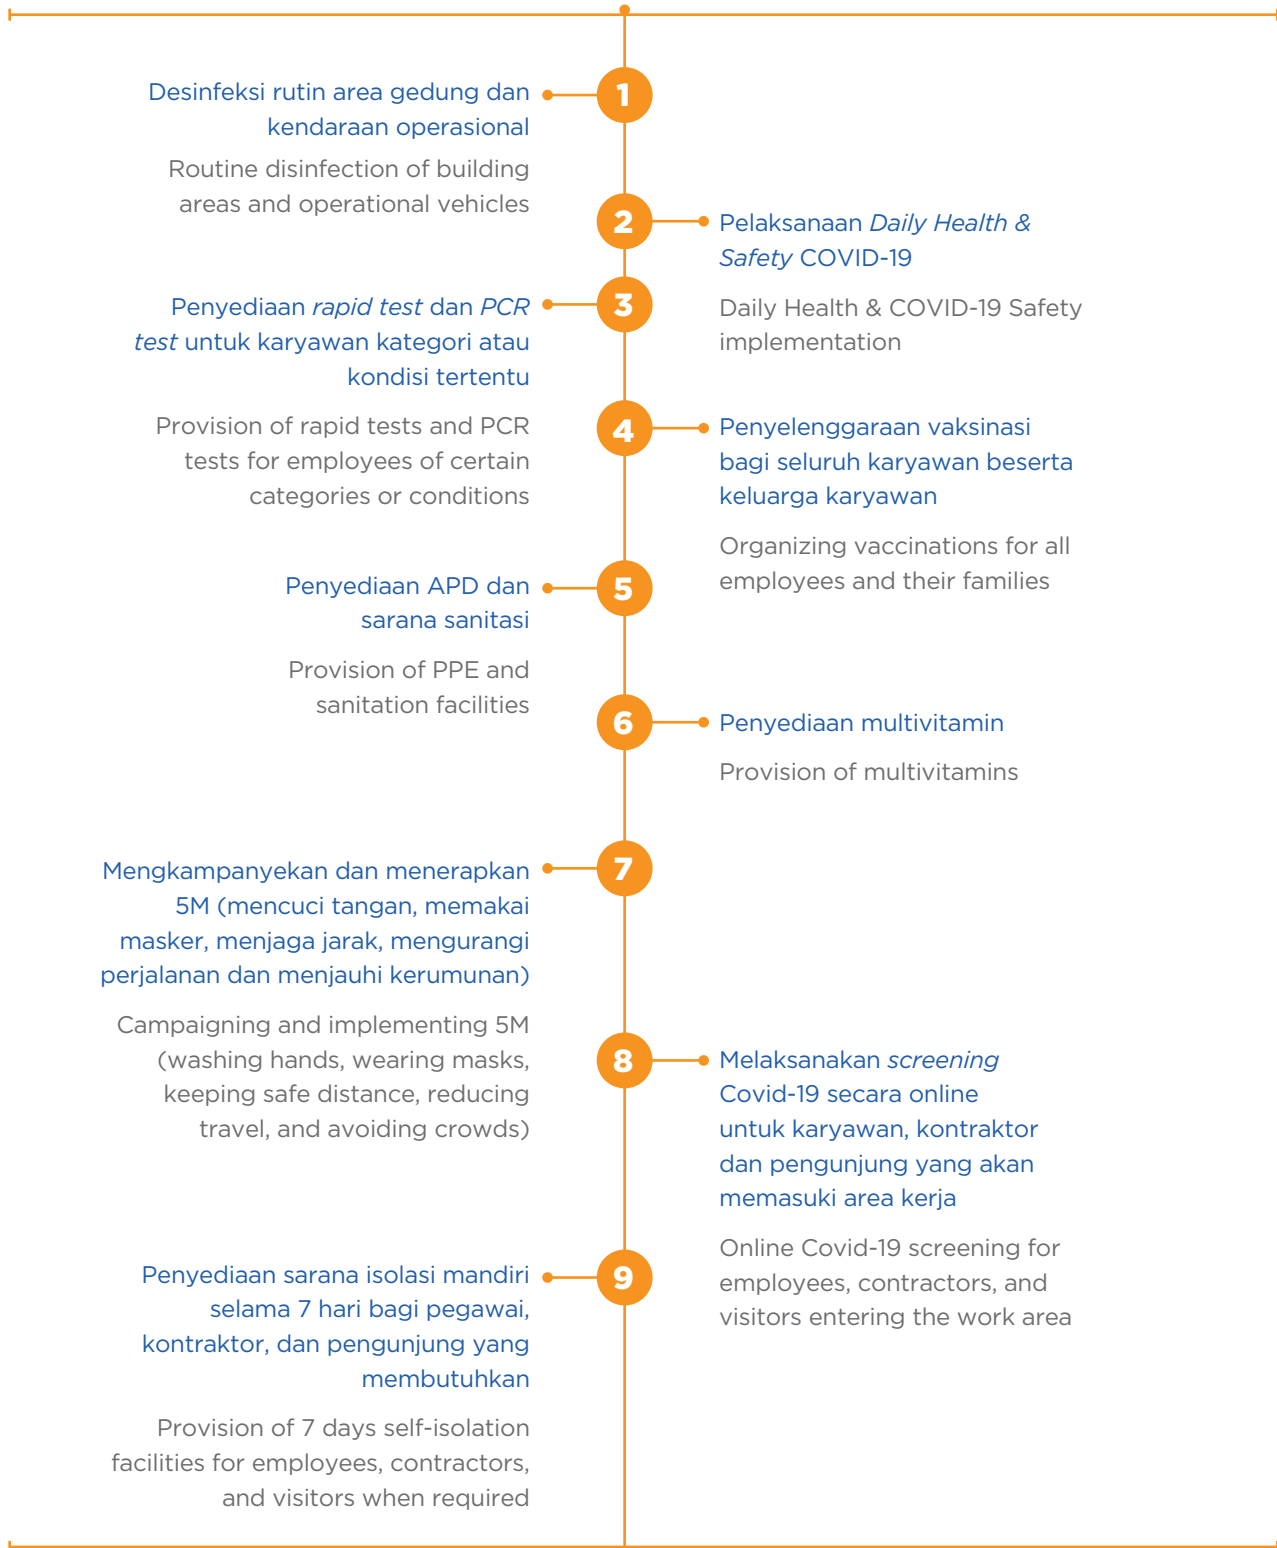 1
Desinfeksi rutin area gedung dan
kendaraan operasional
Routine disinfection of building
areas and operational vehicles
2
Pelaksanaan Daily Health &
Safety COVID-19
Daily Health & COVID-19 Safety
implementation
3
Penyediaan rapid test dan PCR
test untuk karyawan kategori atau
kondisi tertentu
Provision of rapid tests and PCR
tests for employees of certain
categories or conditions
4
Penyelenggaraan vaksinasi
bagi seluruh karyawan beserta
keluarga karyawan
Organizing vaccinations for all
employees and their families
5
Penyediaan APD dan
sarana sanitasi
Provision of PPE and
sanitation facilities
6
Penyediaan multivitamin
Provision of multivitamins
7
Mengkampanyekan dan menerapkan
5M (mencuci tangan, memakai
masker, menjaga jarak, mengurangi
perjalanan dan menjauhi kerumunan)
Campaigning and implementing 5M
(washing hands, wearing masks,
keeping safe distance, reducing
travel, and avoiding crowds)
8
Melaksanakan screening
Covid-19 secara online
untuk karyawan, kontraktor
dan pengunjung yang akan
memasuki area kerja
Online Covid-19 screening for
employees, contractors, and
visitors entering the work area
9
Penyediaan sarana isolasi mandiri
selama 7 hari bagi pegawai,
kontraktor, dan pengunjung yang
membutuhkan
Provision of 7 days self-isolation
facilities for employees, contractors,
and visitors when required